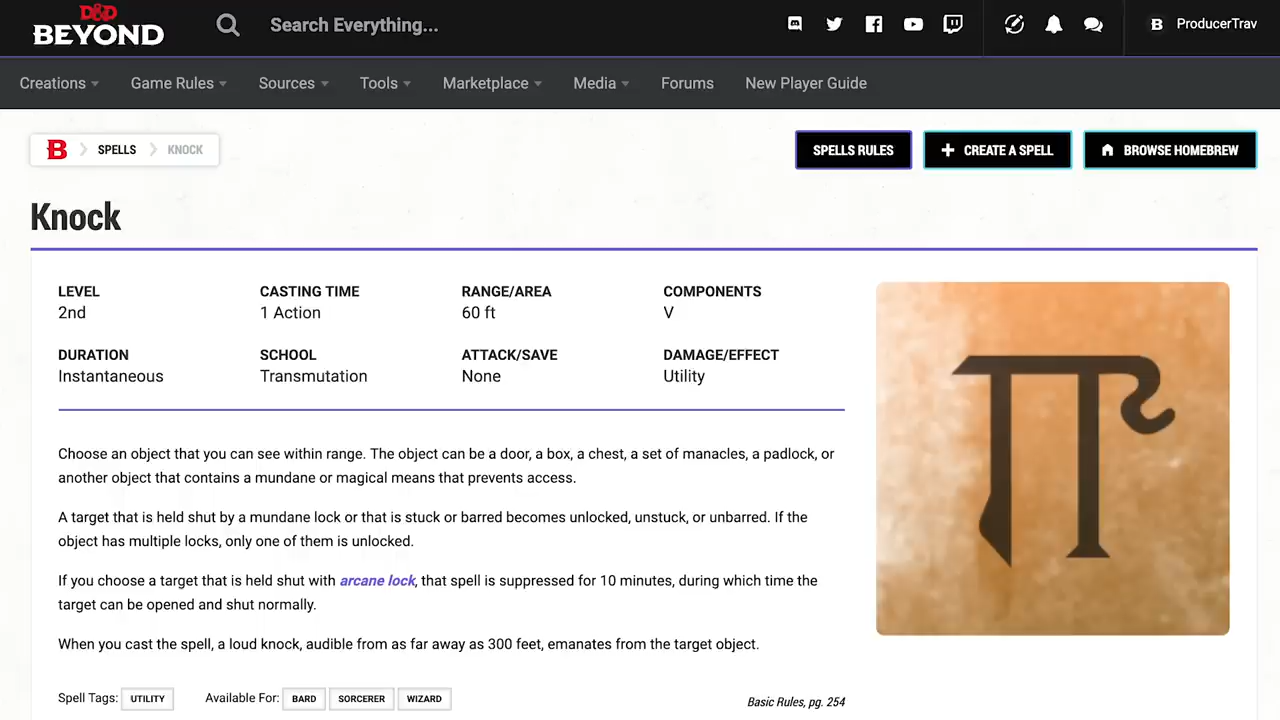 D&D
BEYOND
Search Everything...
ProducerTrav
Creations
Game Rules
Sources
Tools
Marketplace
Media
Forums
New Player Guide
B
SPELLS
KNOCK
SPELLS RULES
CREATE A SPELL
BROWSE HOMEBREW
Knock
LEVEL
2nd
CASTING TIME
1 Action
RANGE/AREA
60 ft
COMPONENTS
V
DURATION
Instantaneous
SCHOOL
Transmutation
ATTACK/SAVE
None
DAMAGE/EFFECT
Utility
Choose an object that you can see within range. The object can be a door, a box, a chest, a set of manacles, a padlock, or
another object that contains a mundane or magical means that prevents access.
A target that is held shut by a mundane lock or that is stuck or barred becomes unlocked, unstuck, or unbarred. If the
object has multiple locks, only one of them is unlocked.
If you choose a target that is held shut with arcane lock, that spell is suppressed for 10 minutes, during which time the
target can be opened and shut normally.
When you cast the spell, a loud knock, audible from as far away as 300 feet, emanates from the target object.
Spell Tags: UTILITY
Available For: BARD SORCERER WIZARD
Basic Rules, pg. 254